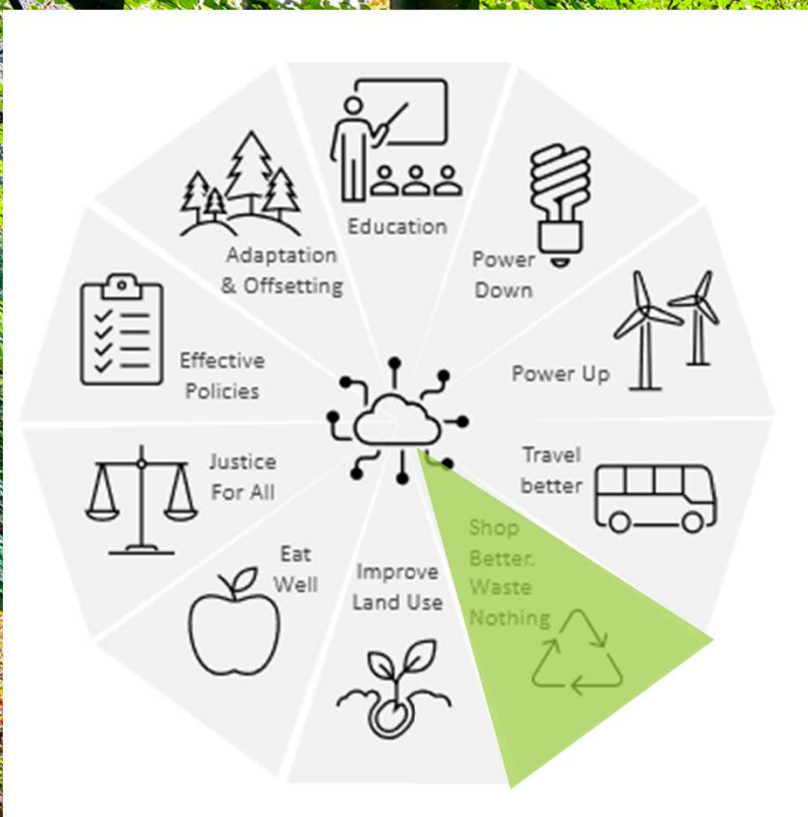 Education
Adaptation
& Offsetting
Power
Down
Effective
Policies
Power Up
Justice
For All
Travel
better
Eat
Well
Improve
Land Use
Shop
Better.
Waste
Nothing